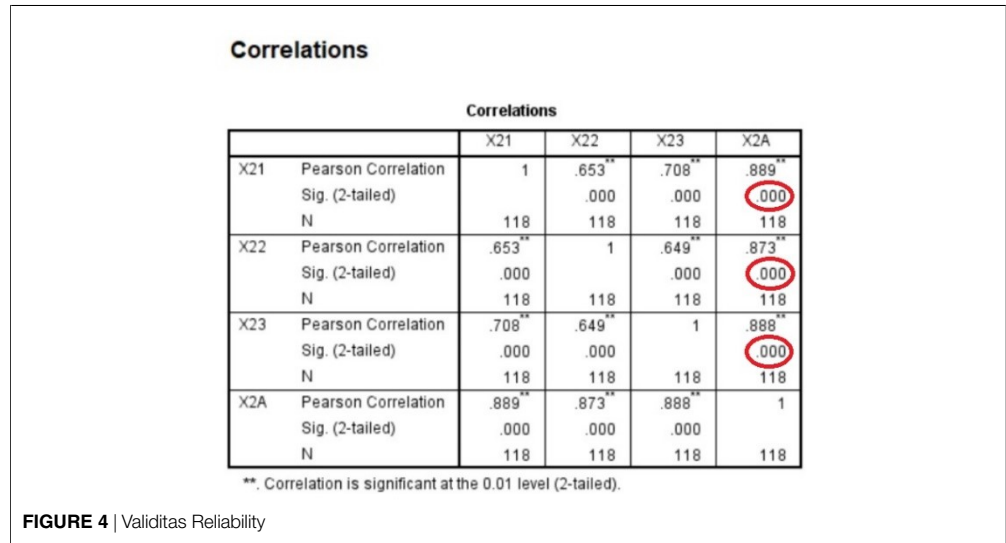 Correlations
Correlations
X21 X22 X23 X2A
X21 Pearson Correlation 1 .653** .708** .889**
Sig. (2-tailed) .000 .000 .000
N 118 118 118 118
X22 Pearson Correlation .653** 1 .649** .873**
Sig. (2-tailed) .000 .000 .000
N 118 118 118 118
X23 Pearson Correlation .708** .649** 1 .888**
Sig. (2-tailed) .000 .000 .000
N 118 118 118 118
X2A Pearson Correlation .889** .873** .888** 1
Sig. (2-tailed) .000 .000 .000
N 118 118 118 118
**. Correlation is significant at the 0.01 level (2-tailed).
FIGURE 4 | Validitas Reliability